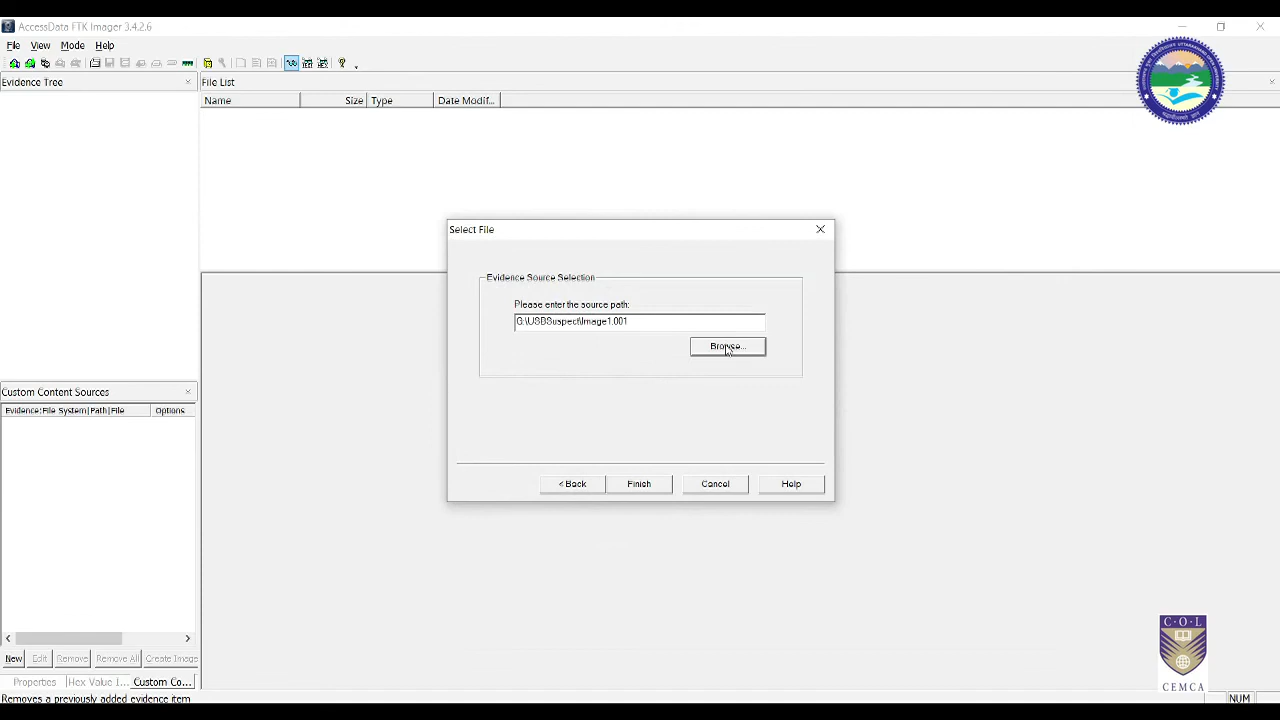 AccessData FTK Imager 3.4.2.6
File View Mode Help
Evidence Tree
File List
Name Size Type Date Modif...
Select File
Evidence Source Selection
Please enter the source path:
G:\USBSuspect\Image1.001
Browse...
< Back Finish Cancel Help
Custom Content Sources
Evidence:File System|Path|File Options
New Edit Remove Remove All Create Image
Properties Hex Value I... Custom Co...
Removes a previously added evidence item
NUM
C·O·L
CEMCA